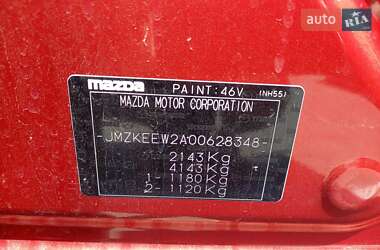 auto RIA
mazda PAINT:46V (NH55)
MAZDA MOTOR CORPORATION
-JMZKEEW2A00628348-
2143Kg
4143Kg
1- 1180Kg
2- 1120Kg